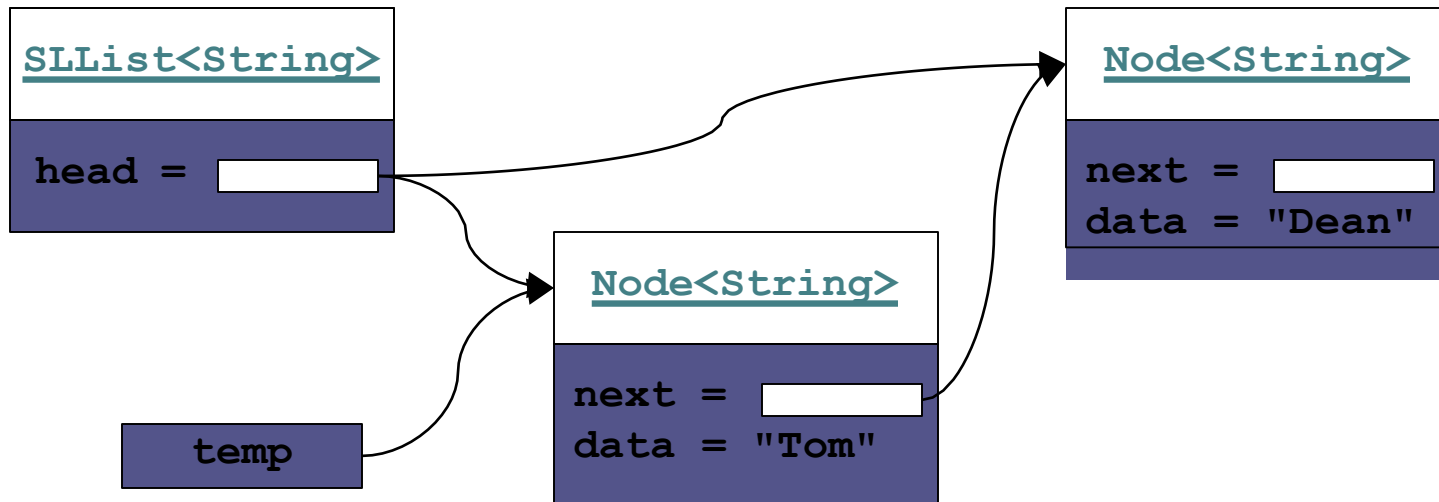 SLList<String>
head =
Node<String>
next =
data = "Dean"
Node<String>
next =
data = "Tom"
temp